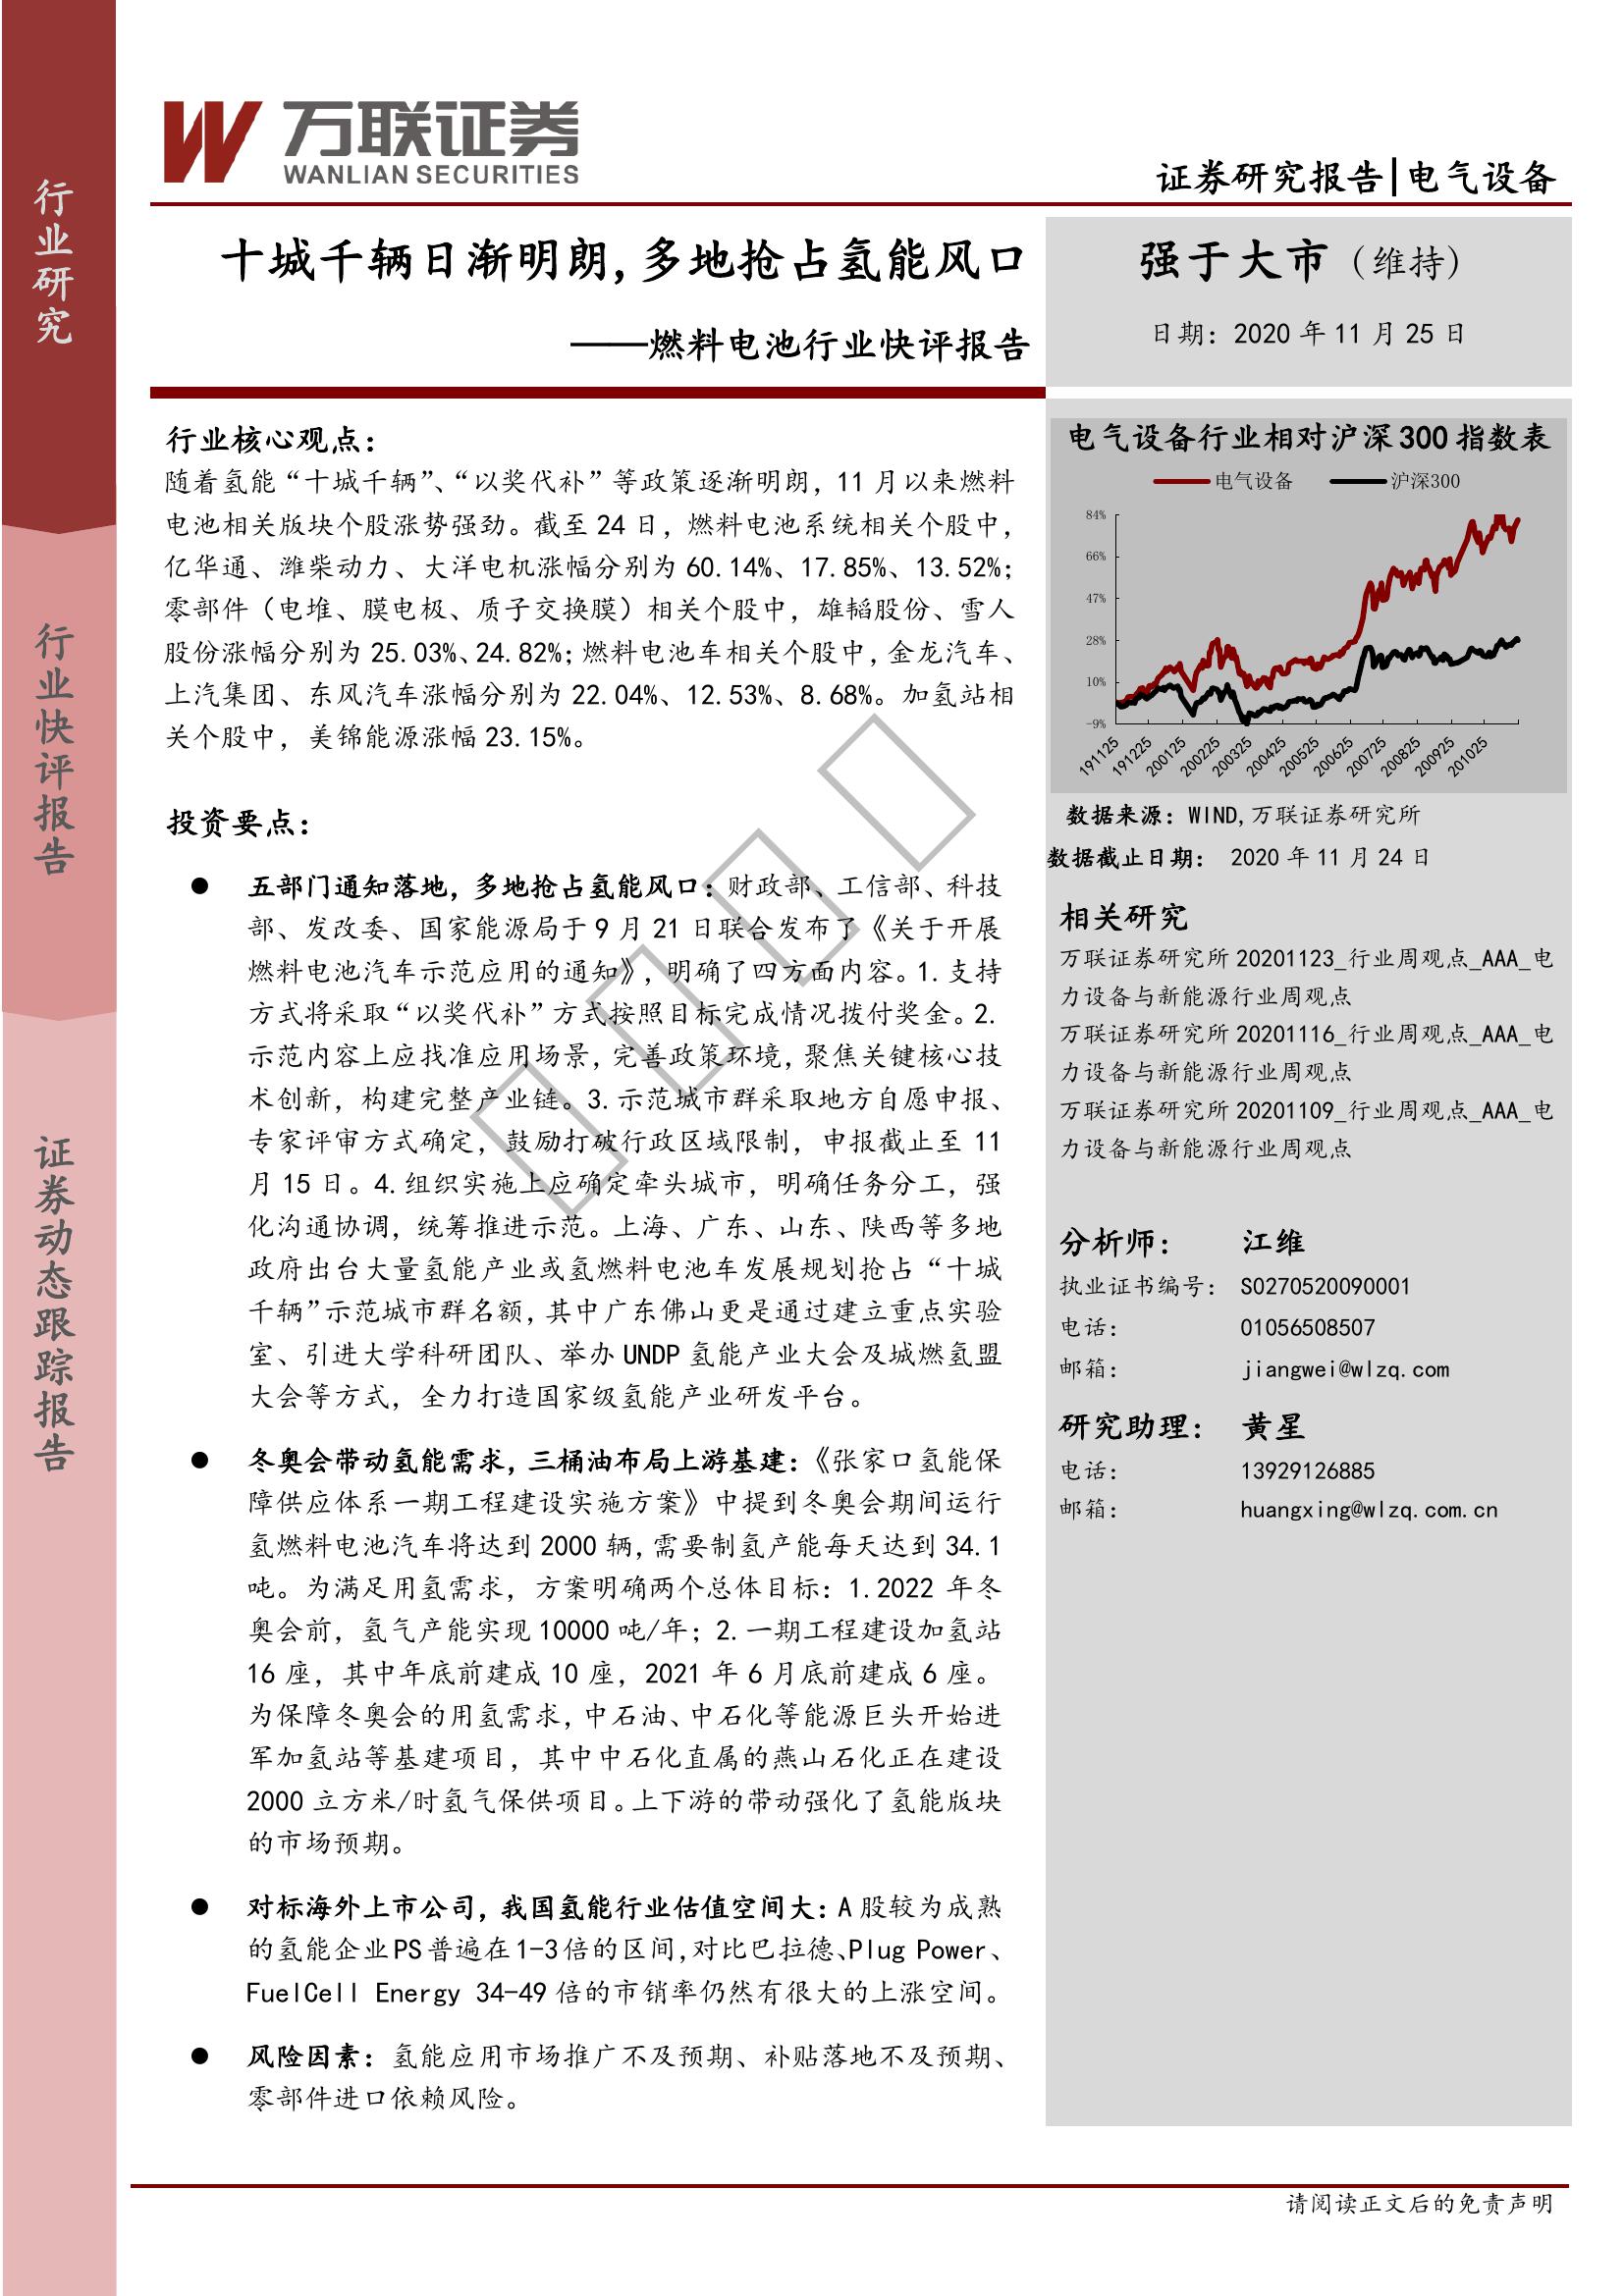 行业研究
行业快评报告
证券动态跟踪报告
万联证券
WANLIAN SECURITIES
证券研究报告|电气设备
十城千辆日渐明朗,多地抢占氢能风口
——燃料电池行业快评报告
强于大市（维持）
日期：2020 年 11 月 25 日
行业核心观点：
随着氢能“十城千辆”、“以奖代补”等政策逐渐明朗，11 月以来燃料
电池相关版块个股涨势强劲。截至 24 日，燃料电池系统相关个股中，
亿华通、潍柴动力、大洋电机涨幅分别为 60.14%、17.85%、13.52%；
零部件（电堆、膜电极、质子交换膜）相关个股中，雄韬股份、雪人
股份涨幅分别为 25.03%、24.82%；燃料电池车相关个股中，金龙汽车、
上汽集团、东风汽车涨幅分别为 22.04%、12.53%、8.68%。加氢站相
关个股中，美锦能源涨幅 23.15%。
投资要点：
● 五部门通知落地，多地抢占氢能风口：财政部、工信部、科技
部、发改委、国家能源局于 9 月 21 日联合发布了《关于开展
燃料电池汽车示范应用的通知》，明确了四方面内容。1.支持
方式将采取“以奖代补”方式按照目标完成情况拨付奖金。2.
示范内容上应找准应用场景，完善政策环境，聚焦关键核心技
术创新，构建完整产业链。3.示范城市群采取地方自愿申报、
专家评审方式确定，鼓励打破行政区域限制，申报截止至 11
月 15 日。4.组织实施上应确定牵头城市，明确任务分工，强
化沟通协调，统筹推进示范。上海、广东、山东、陕西等多地
政府出台大量氢能产业或氢燃料电池车发展规划抢占“十城
千辆”示范城市群名额，其中广东佛山更是通过建立重点实验
室、引进大学科研团队、举办 UNDP 氢能产业大会及城燃氢盟
大会等方式，全力打造国家级氢能产业研发平台。
● 冬奥会带动氢能需求，三桶油布局上游基建：《张家口氢能保
障供应体系一期工程建设实施方案》中提到冬奥会期间运行
氢燃料电池汽车将达到 2000 辆，需要制氢产能每天达到 34.1
吨。为满足用氢需求，方案明确两个总体目标：1.2022 年冬
奥会前，氢气产能实现 10000 吨/年；2.一期工程建设加氢站
16 座，其中年底前建成 10 座，2021 年 6 月底前建成 6 座。
为保障冬奥会的用氢需求，中石油、中石化等能源巨头开始进
军加氢站等基建项目，其中中石化直属的燕山石化正在建设
2000 立方米/时氢气保供项目。上下游的带动强化了氢能版块
的市场预期。
● 对标海外上市公司，我国氢能行业估值空间大：A 股较为成熟
的氢能企业 PS 普遍在 1-3 倍的区间,对比巴拉德、Plug Power、
FuelCell Energy 34-49 倍的市销率仍然有很大的上涨空间。
● 风险因素：氢能应用市场推广不及预期、补贴落地不及预期、
零部件进口依赖风险。
电气设备行业相对沪深 300 指数表
电气设备 沪深300
84%
66%
47%
28%
10%
-9%
191125 191225 200125 200225 200325 200425 200525 200625 200725 200825 200925 201025
数据来源：WIND,万联证券研究所
数据截止日期： 2020 年 11 月 24 日
相关研究
万联证券研究所 20201123_行业周观点_AAA_电
力设备与新能源行业周观点
万联证券研究所 20201116_行业周观点_AAA_电
力设备与新能源行业周观点
万联证券研究所 20201109_行业周观点_AAA_电
力设备与新能源行业周观点
分析师： 江维
执业证书编号： S0270520090001
电话： 01056508507
邮箱： jiangwei@wlzq.com
研究助理： 黄星
电话： 13929126885
邮箱： huangxing@wlzq.com.cn
请阅读正文后的免责声明